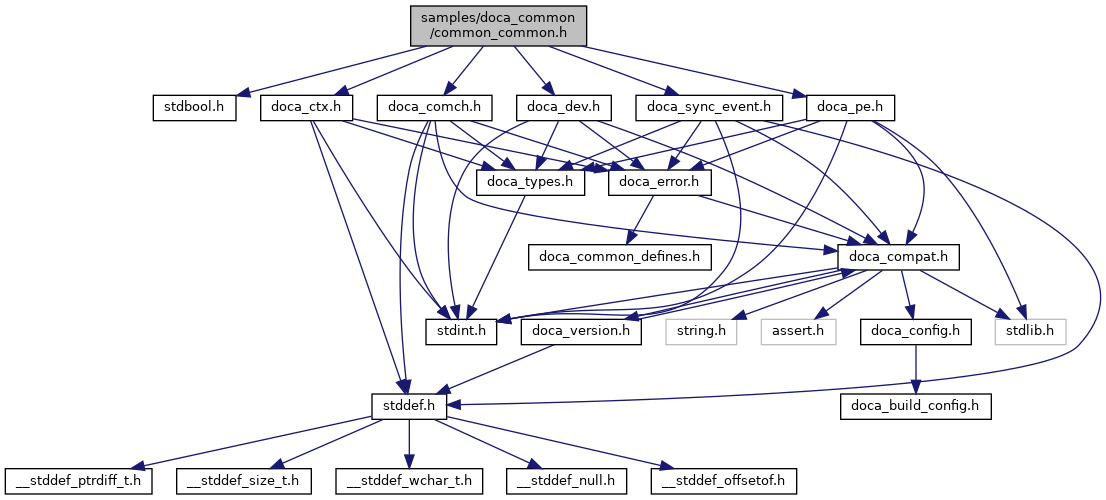 samples/doca_common
/common_common.h
stdbool.h
doca_ctx.h
doca_comch.h
doca_dev.h
doca_sync_event.h
doca_pe.h
doca_types.h
doca_error.h
doca_common_defines.h
doca_compat.h
stdint.h
doca_version.h
string.h
assert.h
doca_config.h
stdlib.h
stddef.h
doca_build_config.h
__stddef_ptrdiff_t.h
__stddef_size_t.h
__stddef_wchar_t.h
__stddef_null.h
__stddef_offsetof.h